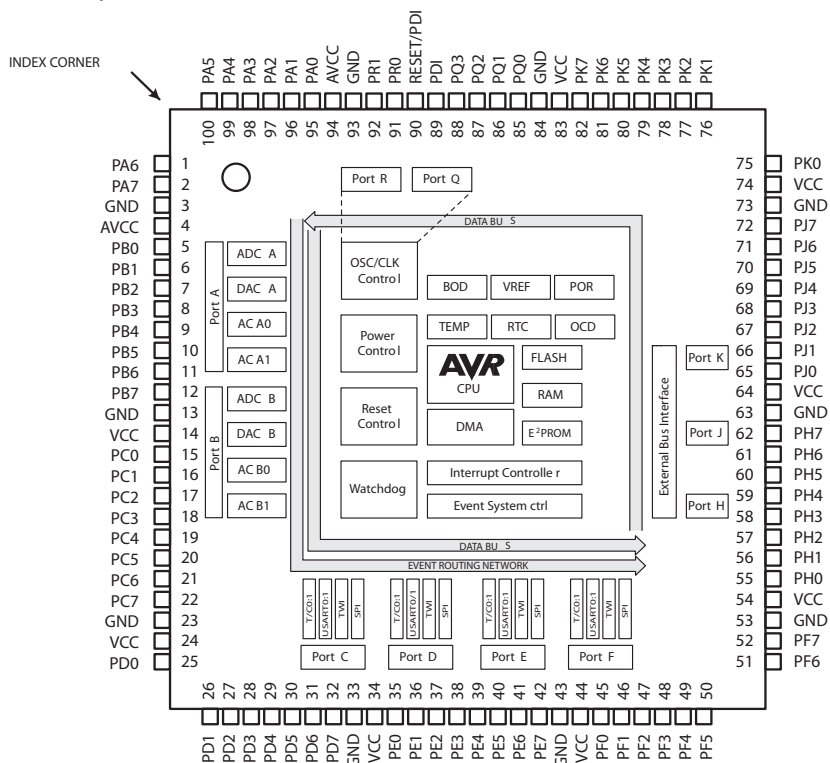 INDEX CORNER
PA5
PA4
PA3
PA2
PA1
PA0
AVCC
GND
PR1
PR0
RESET/PDI
PDI
PQ3
PQ2
PQ1
PQ0
GND
VCC
PK7
PK6
PK5
PK4
PK3
PK2
PK1
100
99
98
97
96
95
94
93
92
91
90
89
88
87
86
85
84
83
82
81
80
79
78
77
76
PA6 1
PA7 2
GND 3
AVCC 4
PB0 5
PB1 6
PB2 7
PB3 8
PB4 9
PB5 10
PB6 11
PB7 12
GND 13
VCC 14
PC0 15
PC1 16
PC2 17
PC3 18
PC4 19
PC5 20
PC6 21
PC7 22
GND 23
VCC 24
PD0 25
Port A
ADC A
DAC A
AC A0
AC A1
Port B
ADC B
DAC B
AC B0
AC B1
Port R
Port Q
DATA BU S
OSC/CLK
Contro l
Power
Contro l
Reset
Contro l
Watchdog
BOD
VREF
POR
TEMP
RTC
OCD
AVR
CPU
FLASH
RAM
DMA
E²PROM
Interrupt Controlle r
Event System ctrl
DATA BU S
EVENT ROUTING NETWORK
External Bus Interface
Port K
Port J
Port H
T/C0:1
USART0:1
TWI
SPI
Port C
T/C0:1
USART0/1
TWI
SPI
Port D
T/C0:1
USART0:1
TWI
SPI
Port E
T/C0:1
USART0:1
TWI
SPI
Port F
75 PK0
74 VCC
73 GND
72 PJ7
71 PJ6
70 PJ5
69 PJ4
68 PJ3
67 PJ2
66 PJ1
65 PJ0
64 VCC
63 GND
62 PH7
61 PH6
60 PH5
59 PH4
58 PH3
57 PH2
56 PH1
55 PH0
54 VCC
53 GND
52 PF7
51 PF6
26
27
28
29
30
31
32
33
34
35
36
37
38
39
40
41
42
43
44
45
46
47
48
49
50
PD1
PD2
PD3
PD4
PD5
PD6
PD7
GND
VCC
PE0
PE1
PE2
PE3
PE4
PE5
PE6
PE7
GND
VCC
PF0
PF1
PF2
PF3
PF4
PF5